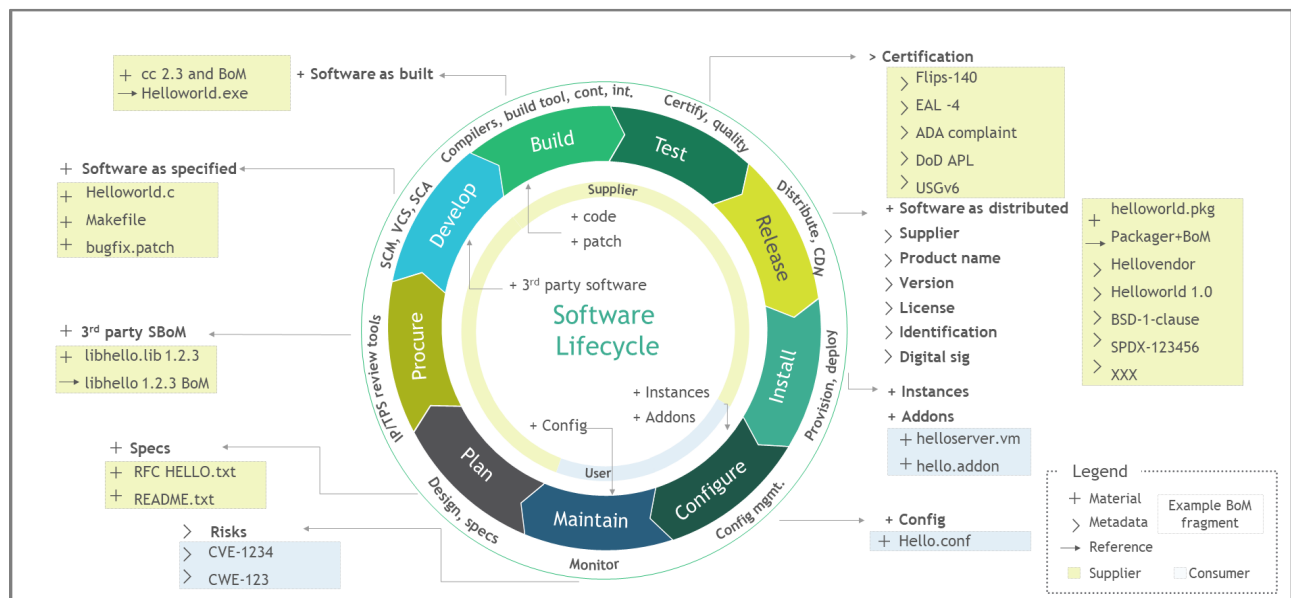 + cc 2.3 and BoM
→ Helloworld.exe
+ Software as built
+ Software as specified
+ Helloworld.c
+ Makefile
+ bugfix.patch
+ 3rd party SBoM
+ libhello.lib 1.2.3
→ libhello 1.2.3 BoM
+ Specs
+ RFC HELLO.txt
+ README.txt
> Risks
> CVE-1234
> CWE-123
Compilers, build tool, cont, int.
Certify, quality
Distribute, CDN
Provision, deploy
Config mgmt.
Monitor
Design, specs
IP/TPS review tools
SCM, VCS, SCA
Build
Test
Release
Install
Configure
Maintain
Plan
Procure
Develop
Supplier
+ code
+ patch
+ 3rd party software
Software
Lifecycle
+ Instances
+ Addons
+ Config
User
> Certification
> Flips-140
> EAL -4
> ADA complaint
> DoD APL
> USGv6
+ Software as distributed
> Supplier
> Product name
> Version
> License
> Identification
> Digital sig
+ helloworld.pkg
→ Packager+BoM
> Hellovendor
> Helloworld 1.0
> BSD-1-clause
> SPDX-123456
> XXX
+ Instances
+ Addons
+ helloserver.vm
+ hello.addon
+ Config
+ Hello.conf
Legend
+ Material
> Metadata
→ Reference
Example BoM
fragment
Supplier
Consumer